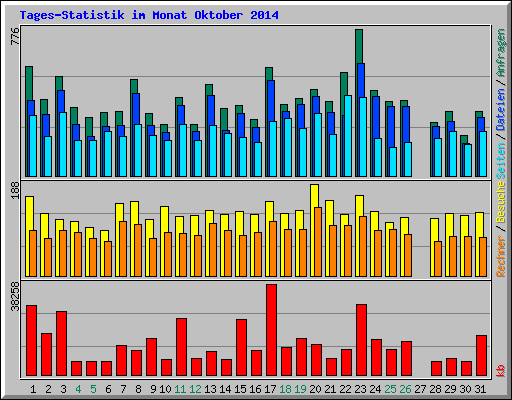 Tages-Statistik im Monat Oktober 2014
776
188
38258
Rechner / Besuche Seiten / Dateien / Anfragen
kb
1 2 3 4 5 6 7 8 9 10 11 12 13 14 15 16 17 18 19 20 21 22 23 24 25 26 27 28 29 30 31